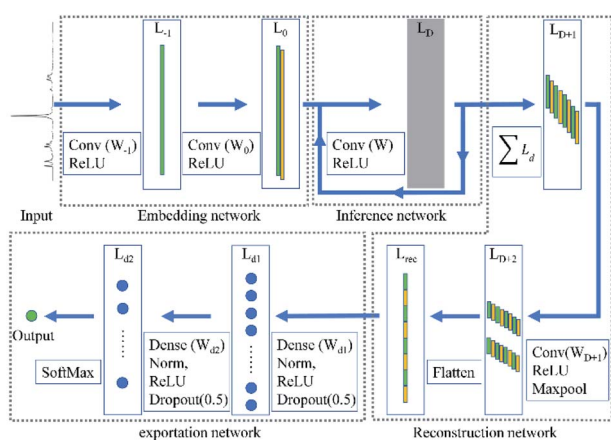 L-1
L0
LD
LD+1
Conv (W-1)
ReLU
Conv (W0)
ReLU
Conv (W)
ReLU
∑ Ld
Input
Embedding network
Inference network
Ld2
Ld1
Lrec
LD+2
Output
SoftMax
Dense (Wd2)
Norm,
ReLU
Dropout(0.5)
Dense (Wd1)
Norm,
ReLU
Dropout(0.5)
Flatten
Conv(WD+1)
ReLU
Maxpool
exportation network
Reconstruction network